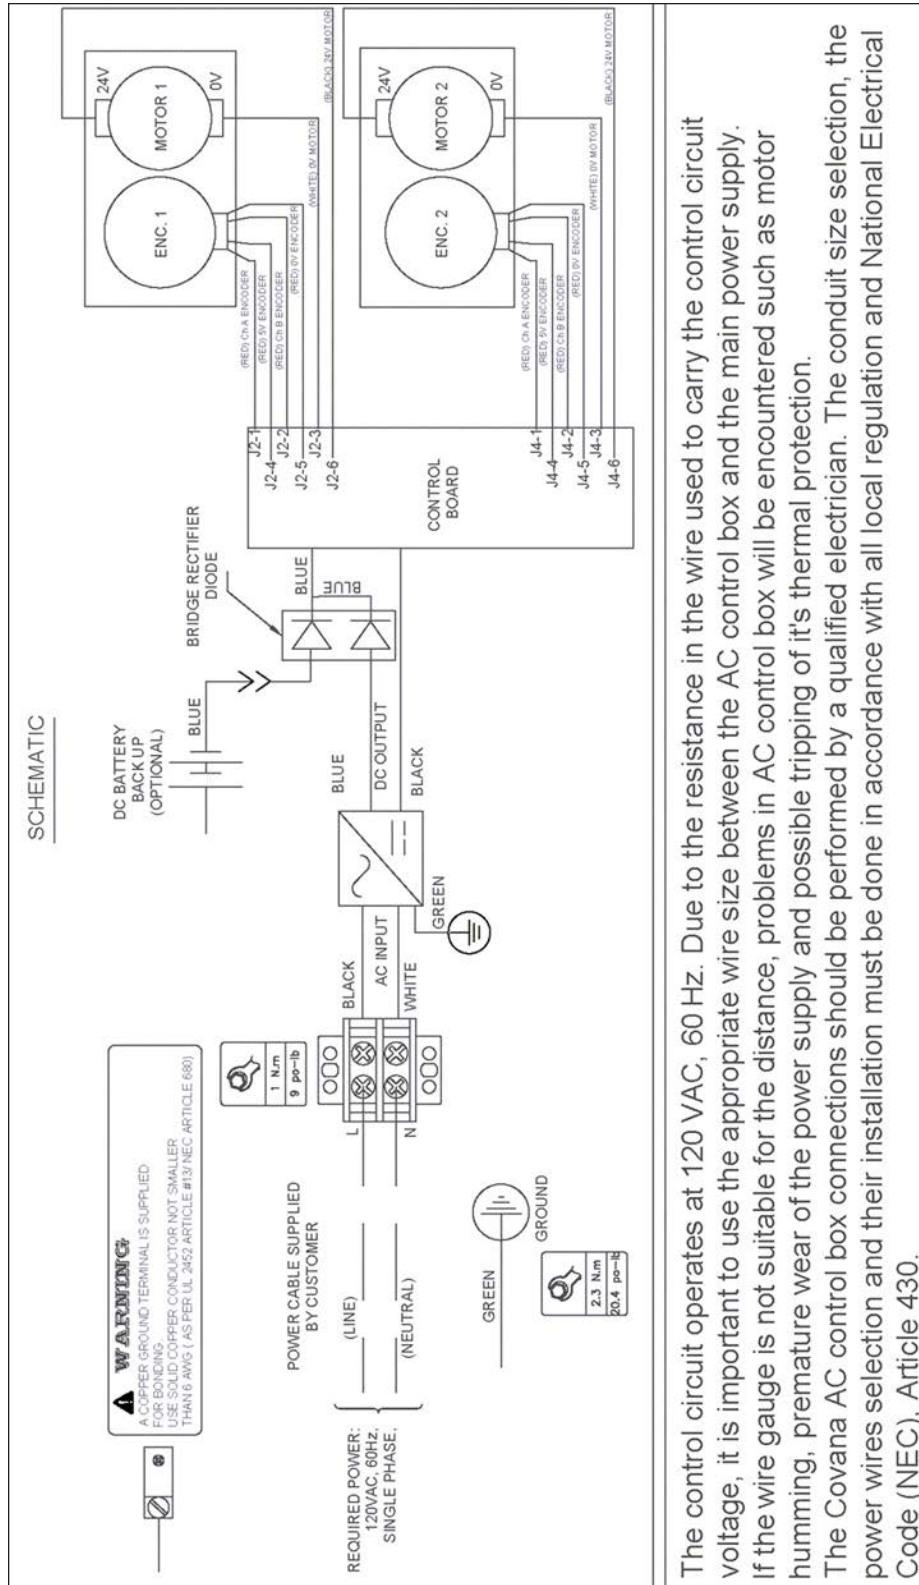 SCHEMATIC
WARNING
A COPPER GROUND TERMINAL IS SUPPLIED
FOR BONDING
USE SOLID COPPER CONDUCTOR NOT SMALLER
THAN 6 AWG ( AS PER UL 2452 ARTICLE #13/ NEC ARTICLE 680)
REQUIRED POWER:
120VAC, 60Hz,
SINGLE PHASE,
POWER CABLE SUPPLIED
BY CUSTOMER
(LINE)
(NEUTRAL)
GREEN
GROUND
2.3 N.m
20.4 po-lb
1 N.m
9 po-lb
L
N
BLACK
AC INPUT
WHITE
GREEN
DC BATTERY
BACK UP
(OPTIONAL)
BLUE
BLUE
DC OUTPUT
BLACK
BRIDGE RECTIFIER
DIODE
BLUE
BLUE
CONTROL
BOARD
J2-1
J2-4
J2-2
J2-5
J2-3
J2-6
J4-1
J4-4
J4-2
J4-5
J4-3
J4-6
(RED) Ch A ENCODER
(RED) 5V ENCODER
(RED) Ch B ENCODER
(RED) 0V ENCODER
(WHITE) 0V MOTOR
(BLACK) 24V MOTOR
ENC. 1
MOTOR 1
24V
0V
(RED) Ch A ENCODER
(RED) 5V ENCODER
(RED) Ch B ENCODER
(RED) 0V ENCODER
(WHITE) 0V MOTOR
(BLACK) 24V MOTOR
ENC. 2
MOTOR 2
24V
0V
The control circuit operates at 120 VAC, 60 Hz. Due to the resistance in the wire used to carry the control circuit
voltage, it is important to use the appropriate wire size between the AC control box and the main power supply.
If the wire gauge is not suitable for the distance, problems in AC control box will be encountered such as motor
humming, premature wear of the power supply and possible tripping of it's thermal protection.
The Covana AC control box connections should be performed by a qualified electrician. The conduit size selection, the
power wires selection and their installation must be done in accordance with all local regulation and National Electrical
Code (NEC), Article 430.